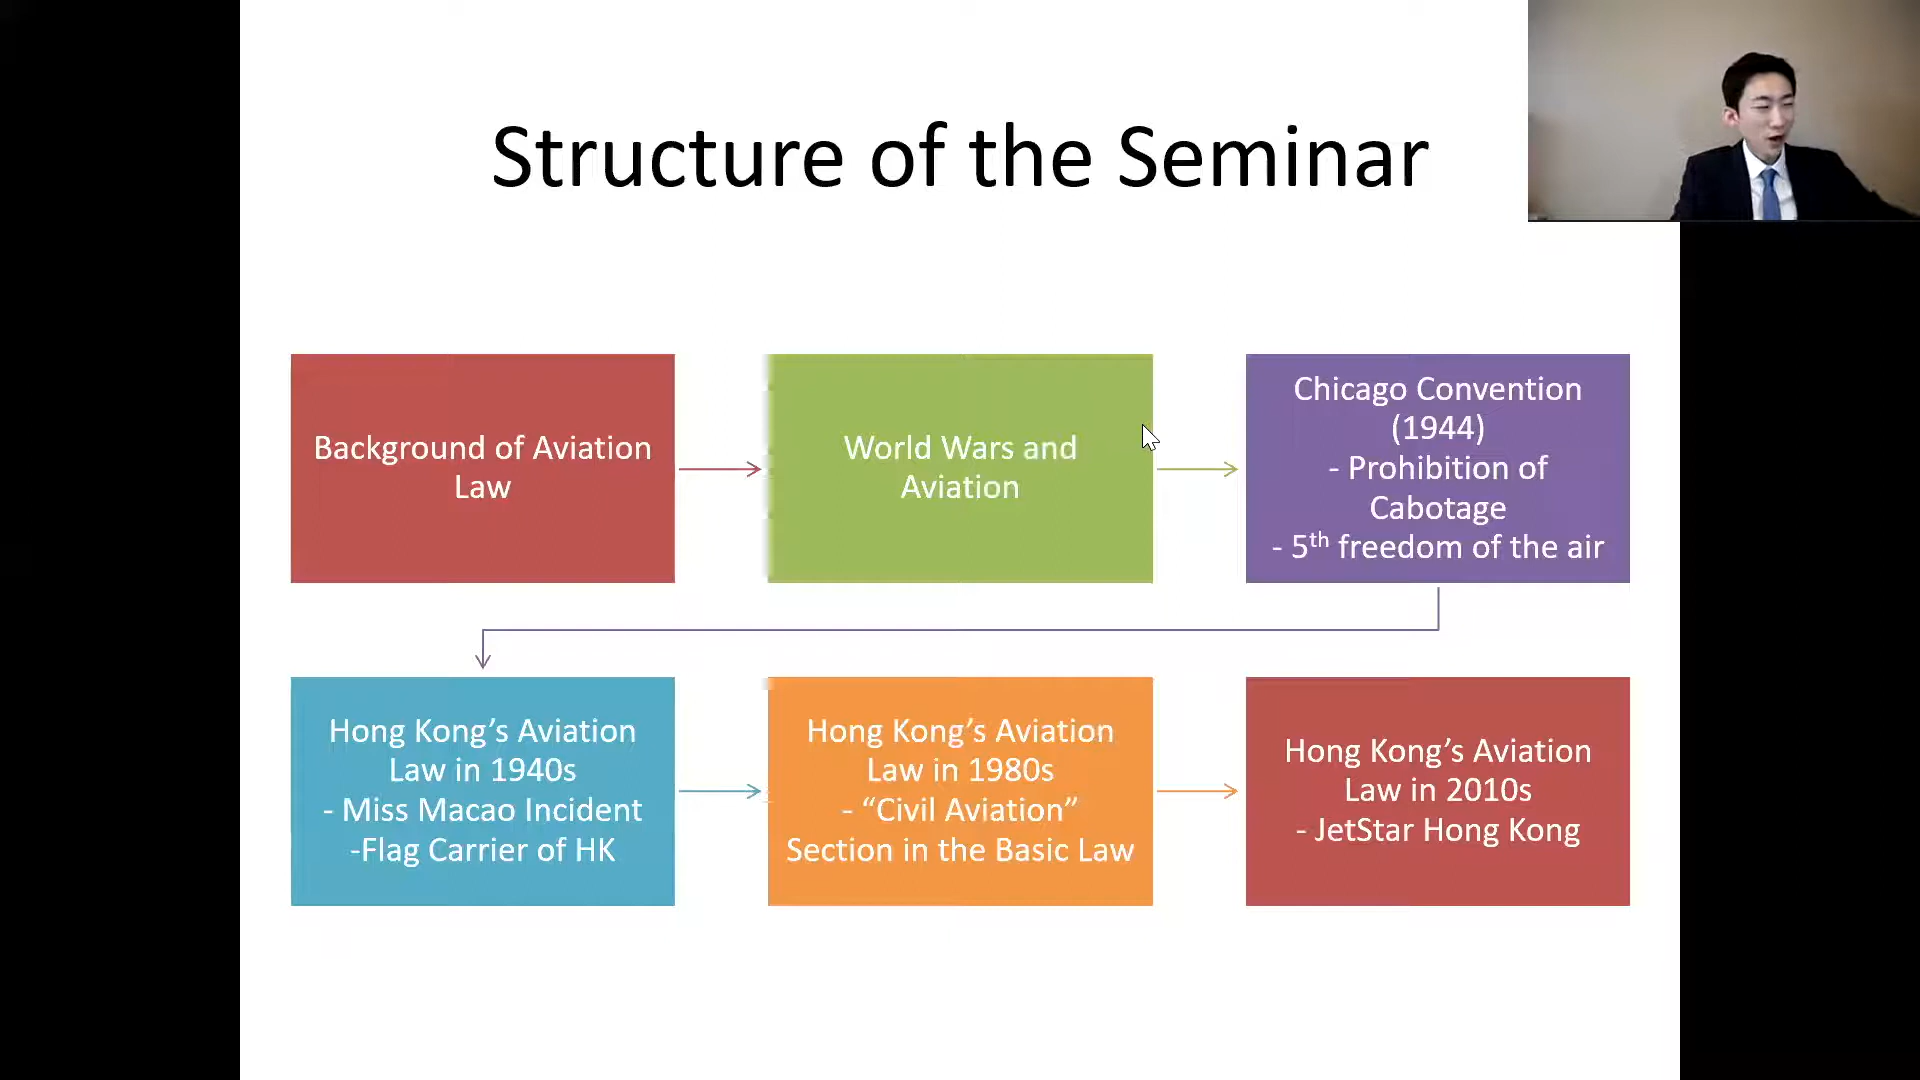 Structure of the Seminar
Background of Aviation
Law
World Wars and
Aviation
Chicago Convention
(1944)
- Prohibition of
Cabotage
- 5th freedom of the air
Hong Kong’s Aviation
Law in 1940s
- Miss Macao Incident
-Flag Carrier of HK
Hong Kong’s Aviation
Law in 1980s
- “Civil Aviation”
Section in the Basic Law
Hong Kong’s Aviation
Law in 2010s
- JetStar Hong Kong